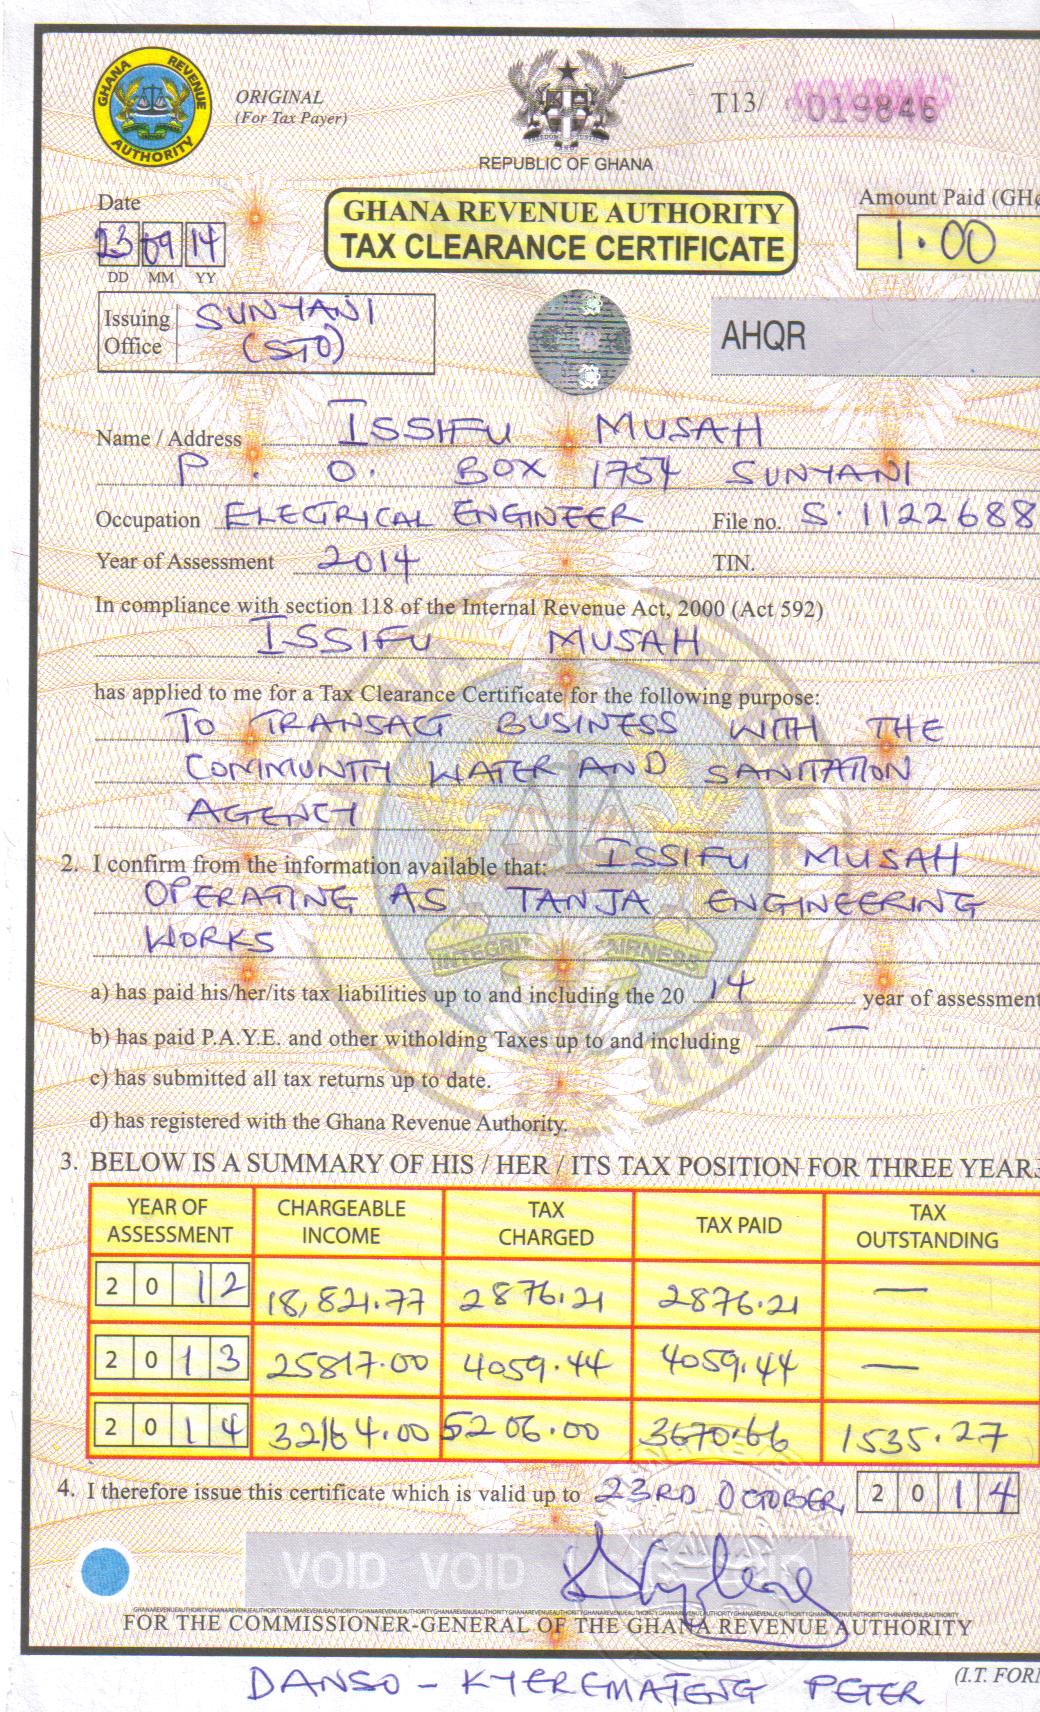 GHANA REVENUE AUTHORITY
ORIGINAL
(For Tax Payer)
REPUBLIC OF GHANA
T13/ 019846
Date
23 09 14
DD MM YY
GHANA REVENUE AUTHORITY
TAX CLEARANCE CERTIFICATE
Amount Paid (GH¢
1.00
Issuing Office SUNYANI
(STO)
AHQR
Name / Address ISSIFU MUSAH
P. O. BOX 1754 SUNYANI
Occupation ELECTRICAL ENGINEER File no. S.1122688
Year of Assessment 2014 TIN.
In compliance with section 118 of the Internal Revenue Act, 2000 (Act 592)
ISSIFU MUSAH
has applied to me for a Tax Clearance Certificate for the following purpose:
TO TRANSACT BUSINESS WITH THE
COMMUNITY WATER AND SANITATION
AGENCY
2. I confirm from the information available that: ISSIFU MUSAH
OPERATING AS TANJA ENGINEERING
WORKS
INTEGRITY FAIRNESS
a) has paid his/her/its tax liabilities up to and including the 20 14 year of assessment
b) has paid P.A.Y.E. and other witholding Taxes up to and including —
c) has submitted all tax returns up to date.
d) has registered with the Ghana Revenue Authority.
3. BELOW IS A SUMMARY OF HIS / HER / ITS TAX POSITION FOR THREE YEARS
YEAR OF ASSESSMENT CHARGEABLE INCOME TAX CHARGED TAX PAID TAX OUTSTANDING
2012 18,821.77 2876.21 2876.21 —
2013 25817.00 4059.44 4059.44 —
2014 32164.00 5206.00 3670.66 1535.27
4. I therefore issue this certificate which is valid up to 23RD OCTOBER, 2014
VOID VOID
FOR THE COMMISSIONER-GENERAL OF THE GHANA REVENUE AUTHORITY
(I.T. FORM
DANSO - KYEREMATENG PETER